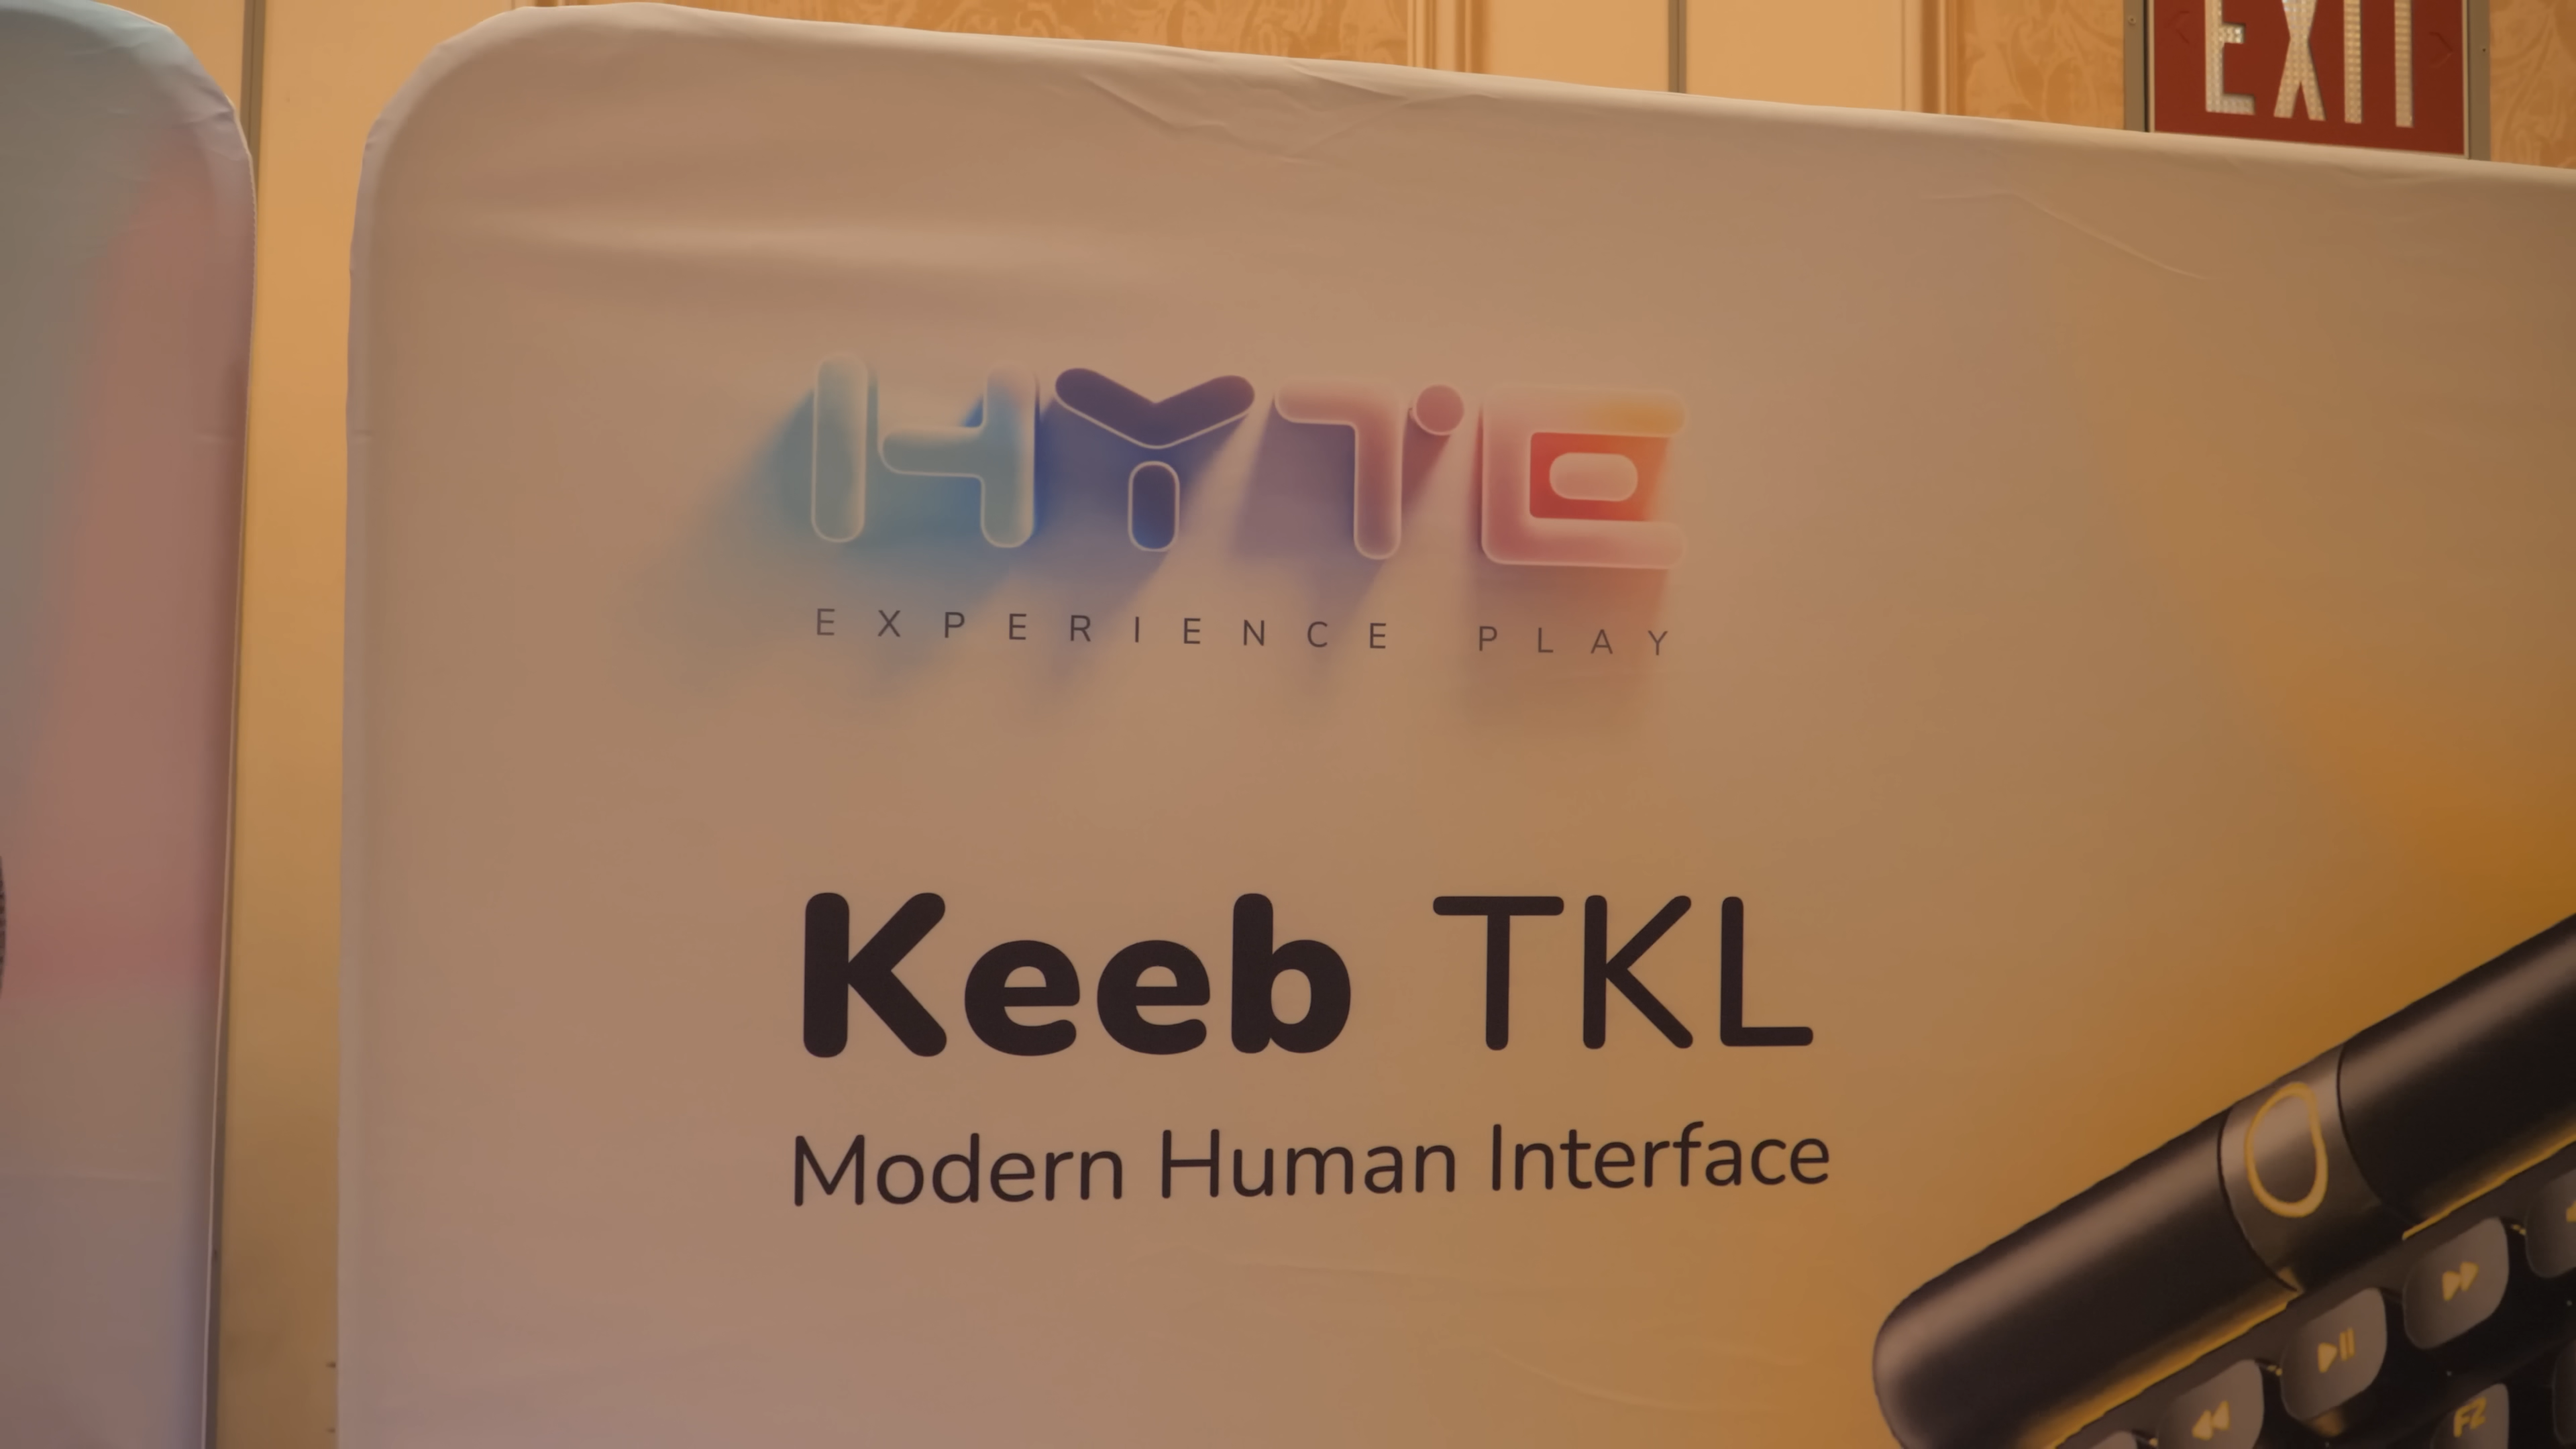 EXIT
HYTE
EXPERIENCE PLAY
Keeb TKL
Modern Human Interface
F2